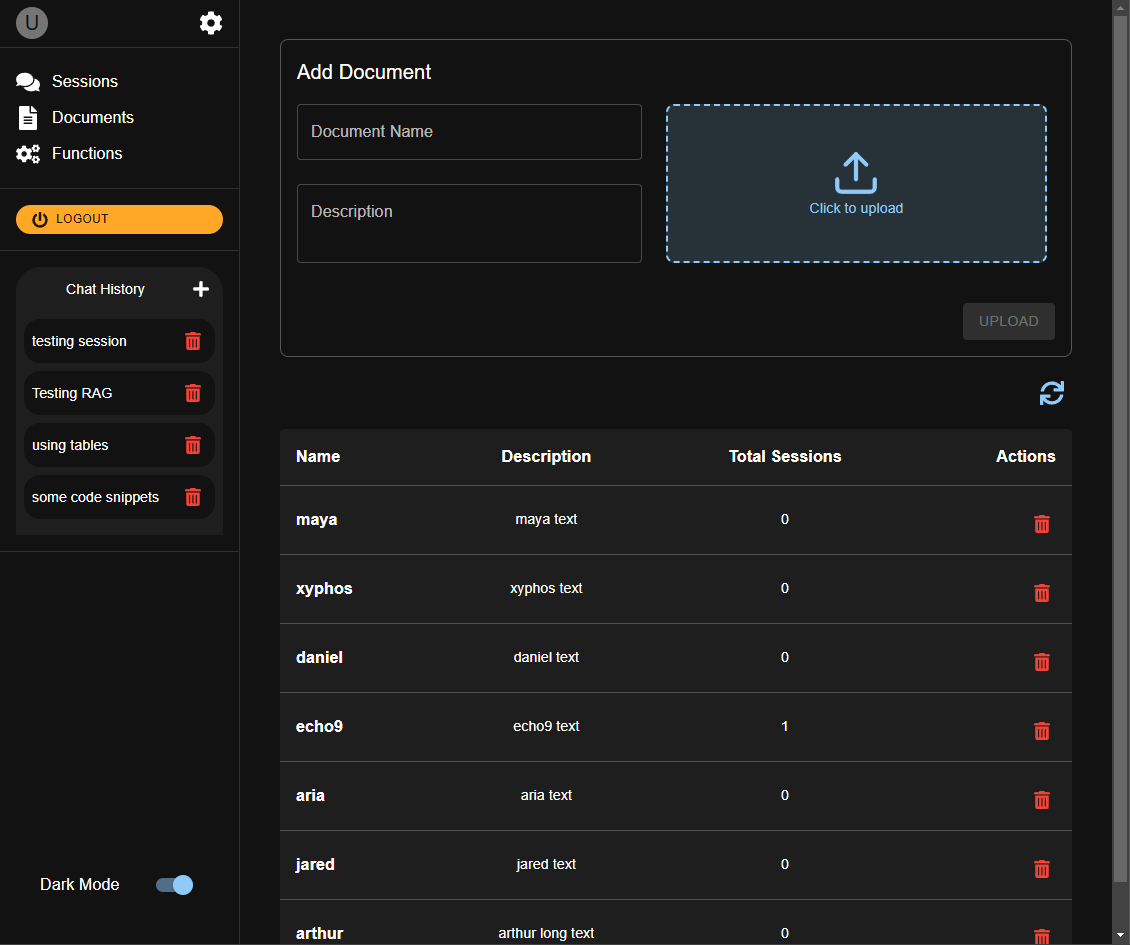 U
Sessions
Documents
Functions
LOGOUT
Chat History
testing session
Testing RAG
using tables
some code snippets
Dark Mode
Add Document
Document Name
Description
Click to upload
UPLOAD
Name Description Total Sessions Actions
maya maya text 0
xyphos xyphos text 0
daniel daniel text 0
echo9 echo9 text 1
aria aria text 0
jared jared text 0
arthur arthur long text 0